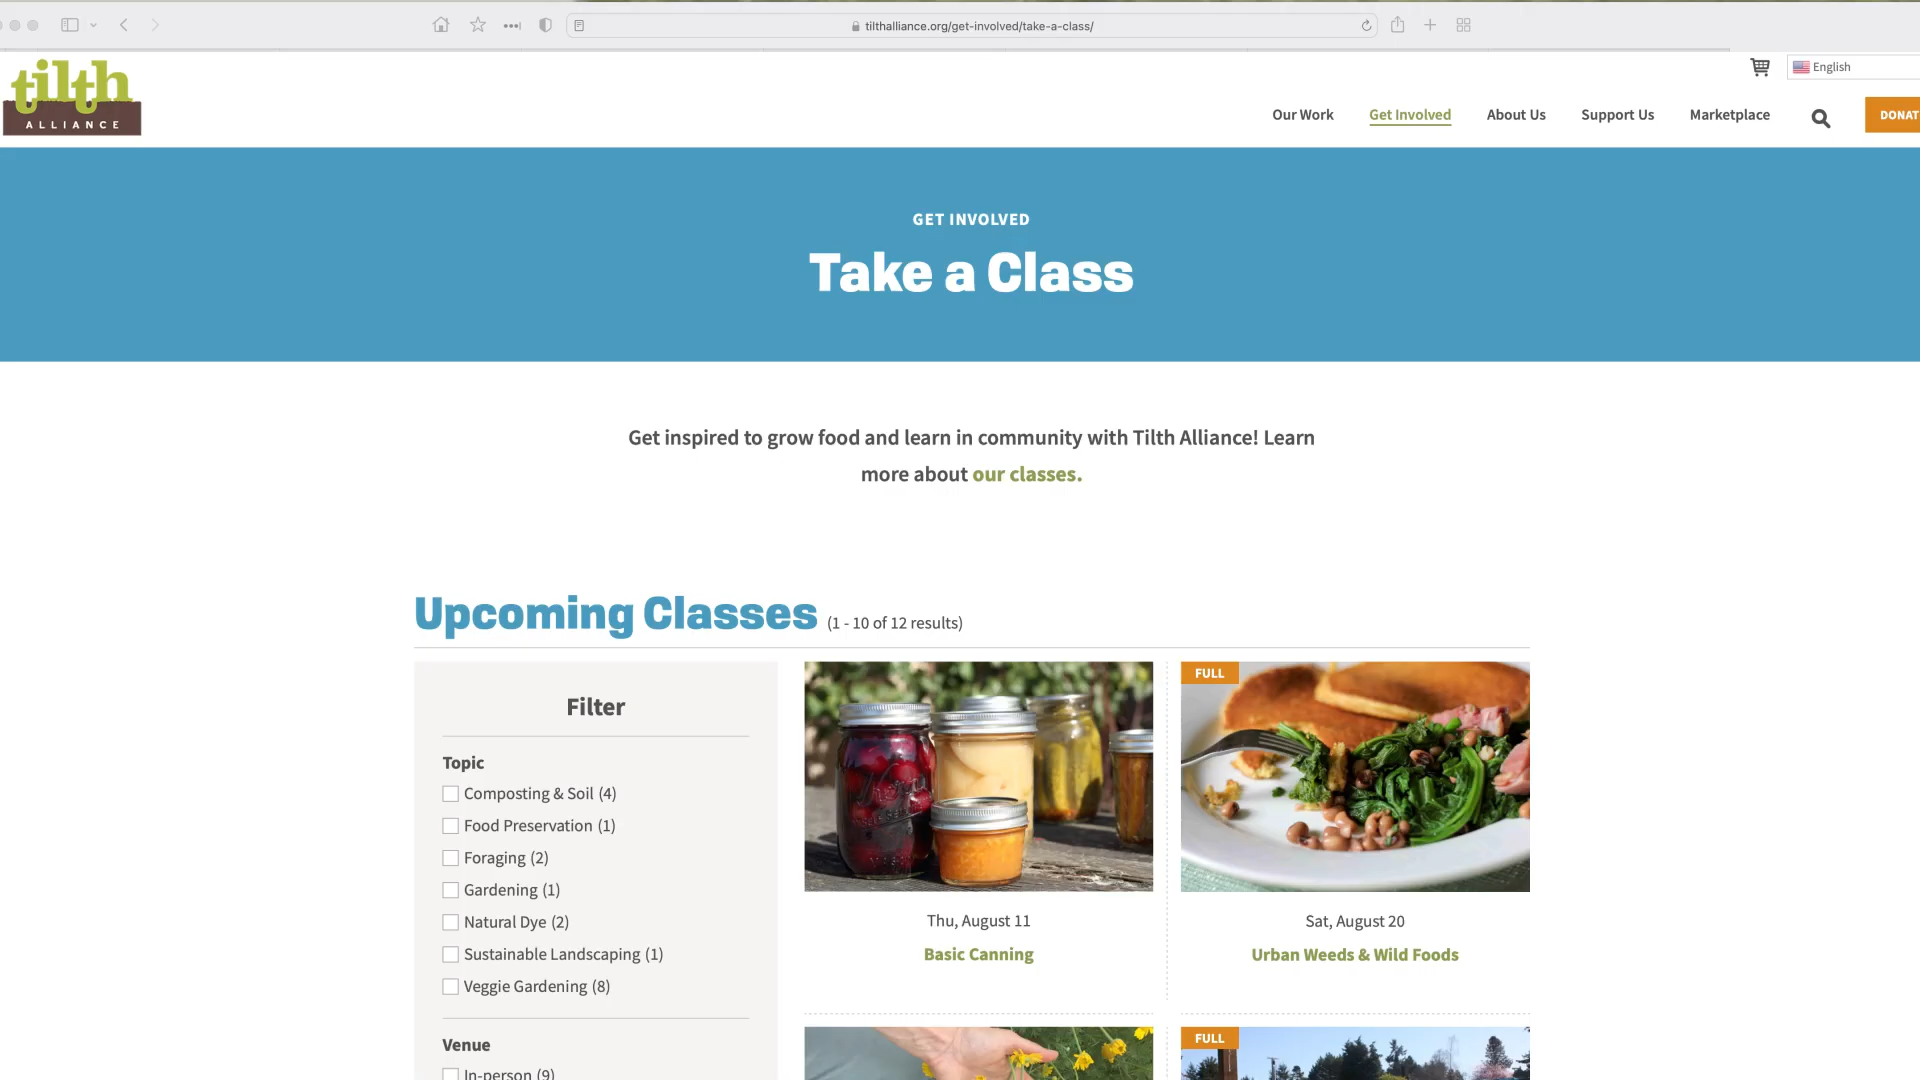 tilthalliance.org/get-involved/take-a-class/
tilth
ALLIANCE
English
Our Work
Get Involved
About Us
Support Us
Marketplace
DONAT
GET INVOLVED
Take a Class
Get inspired to grow food and learn in community with Tilth Alliance! Learn
more about our classes.
Upcoming Classes (1 - 10 of 12 results)
Filter
Topic
Composting & Soil (4)
Food Preservation (1)
Foraging (2)
Gardening (1)
Natural Dye (2)
Sustainable Landscaping (1)
Veggie Gardening (8)
Venue
In-person (9)
Thu, August 11
Basic Canning
FULL
Sat, August 20
Urban Weeds & Wild Foods
FULL